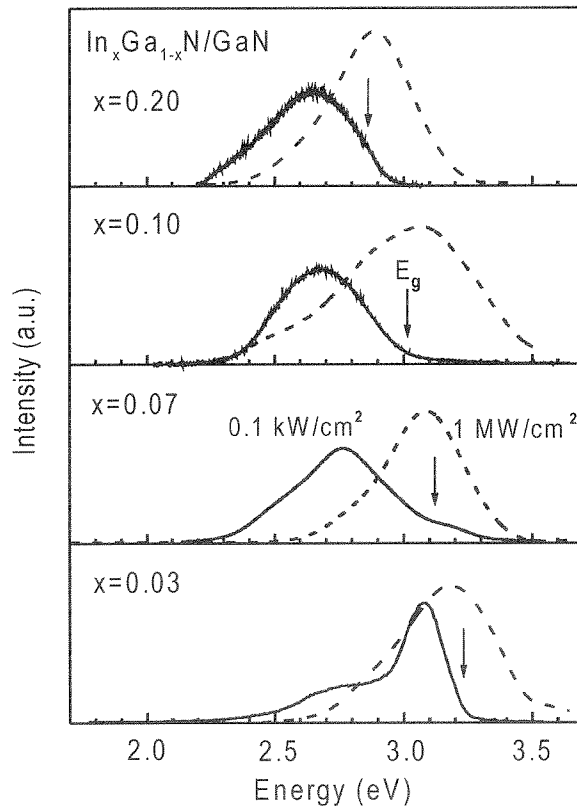 InₓGa₁₋ₓN/GaN
x=0.20
x=0.10
E_g
x=0.07
0.1 kW/cm²
1 MW/cm²
x=0.03
Intensity (a.u.)
2.0 2.5 3.0 3.5
Energy (eV)